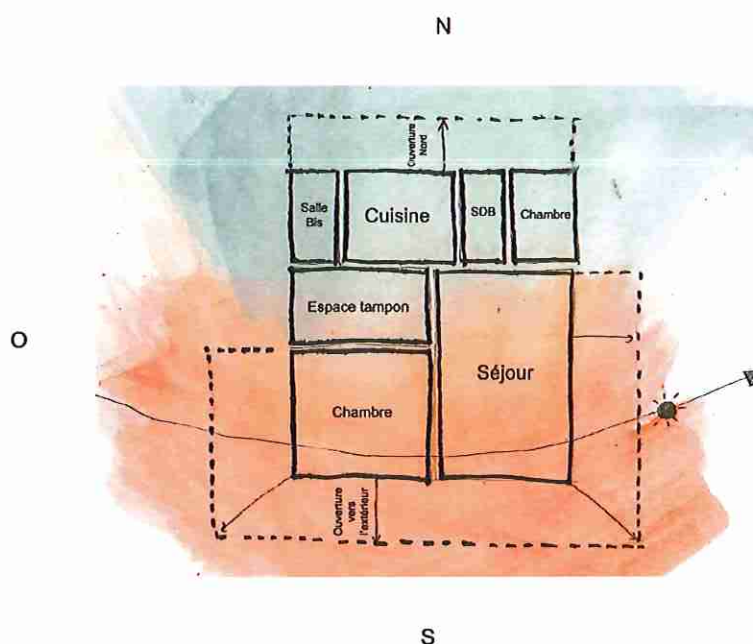 N
Ouverture
Nord
Salle
Bis
Cuisine
SDB
Chambre
Espace tampon
O
Séjour
Chambre
Ouverture
vers
l'extérieur
S